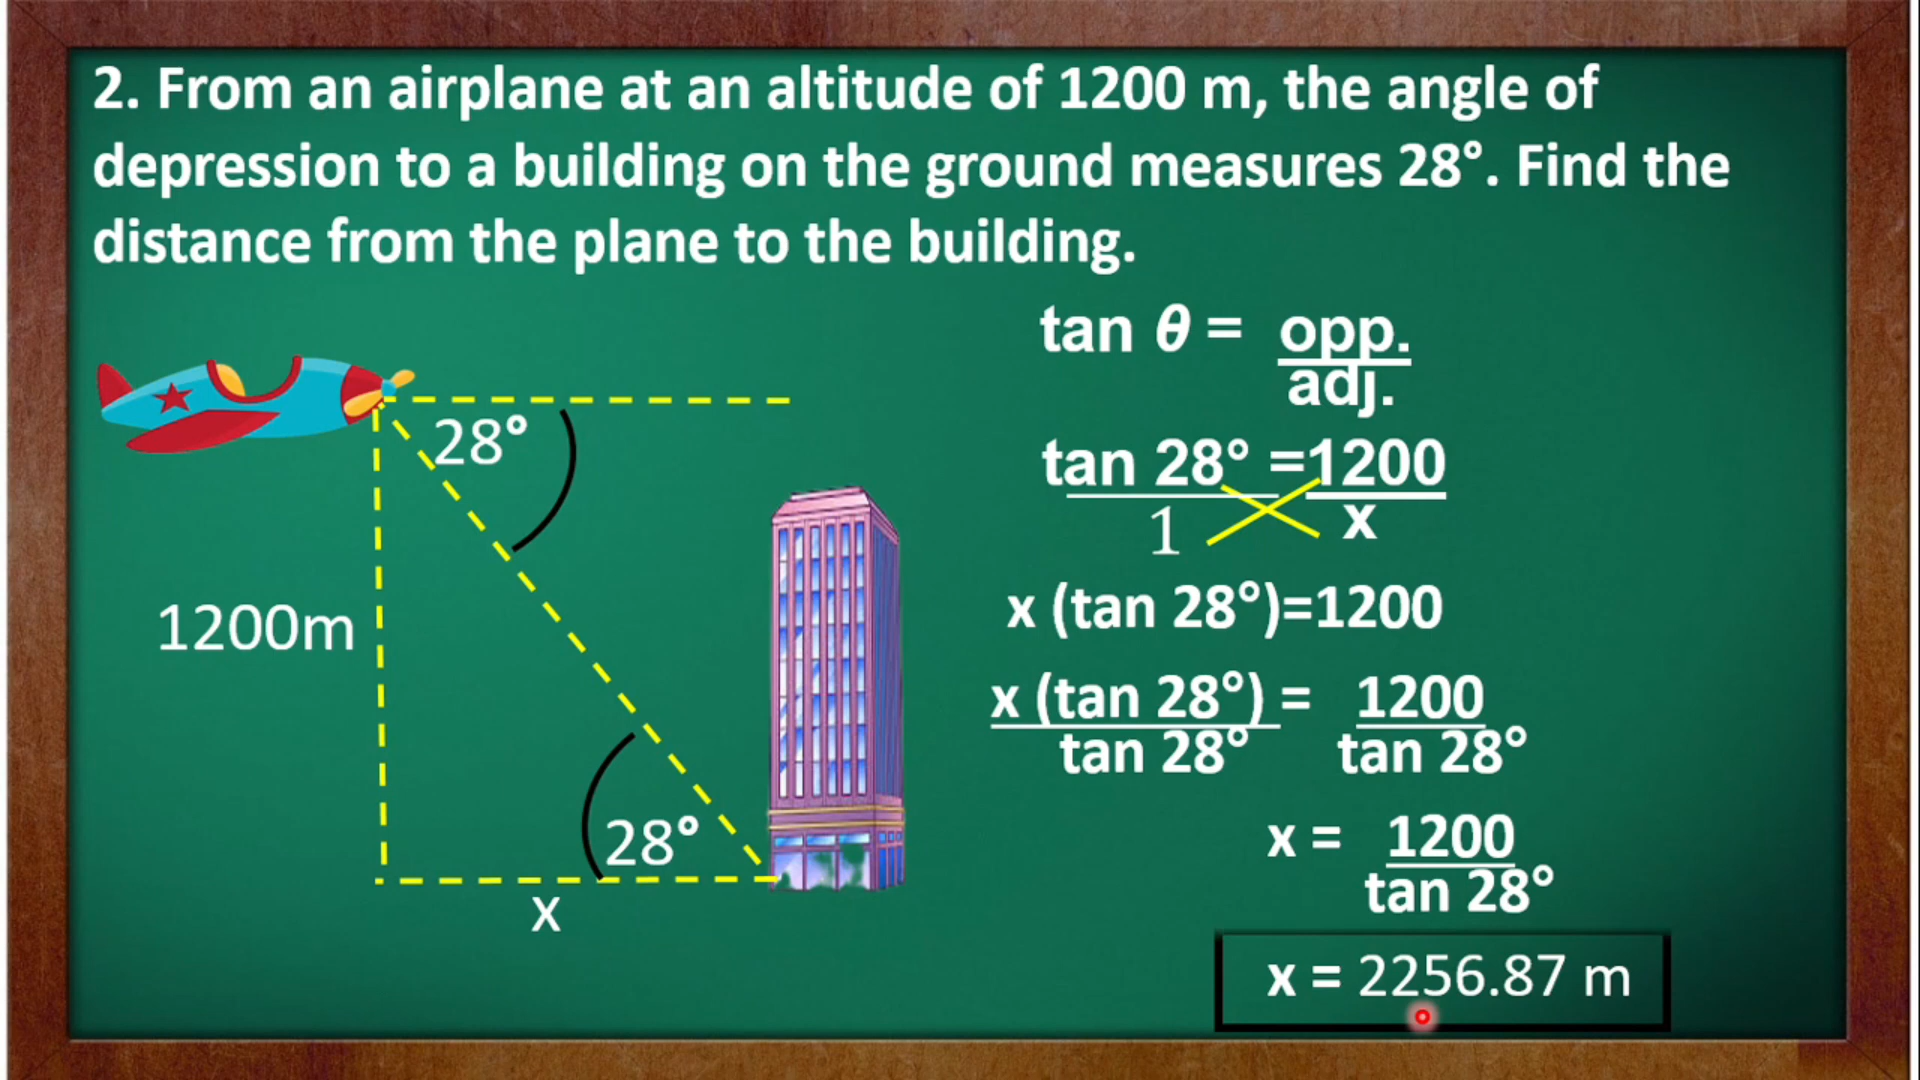 2. From an airplane at an altitude of 1200 m, the angle of
depression to a building on the ground measures 28°. Find the
distance from the plane to the building.
28°
1200m
28°
x
tan θ = opp.
adj.
tan 28° =1200
1 x
x (tan 28°)=1200
x (tan 28°) = 1200
tan 28° tan 28°
x = 1200
tan 28°
x = 2256.87 m